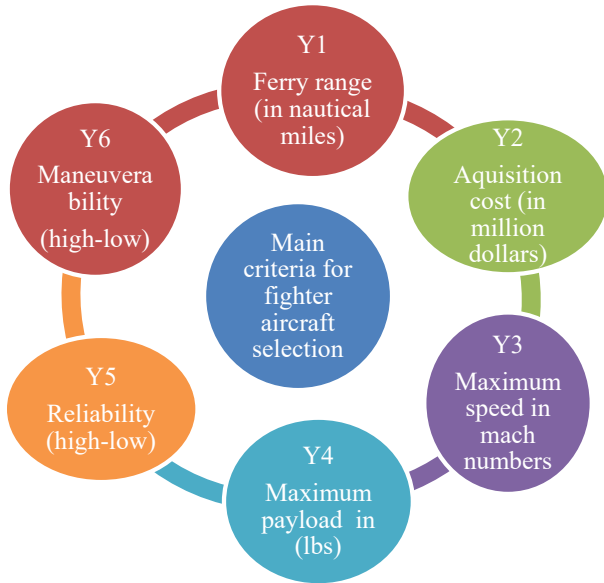 Y1
Ferry range
(in nautical
miles)
Y2
Aquisition
cost (in
million
dollars)
Y3
Maximum
speed in
mach
numbers
Y4
Maximum
payload in
(lbs)
Y5
Reliability
(high-low)
Y6
Maneuvera
bility
(high-low)
Main
criteria for
fighter
aircraft
selection